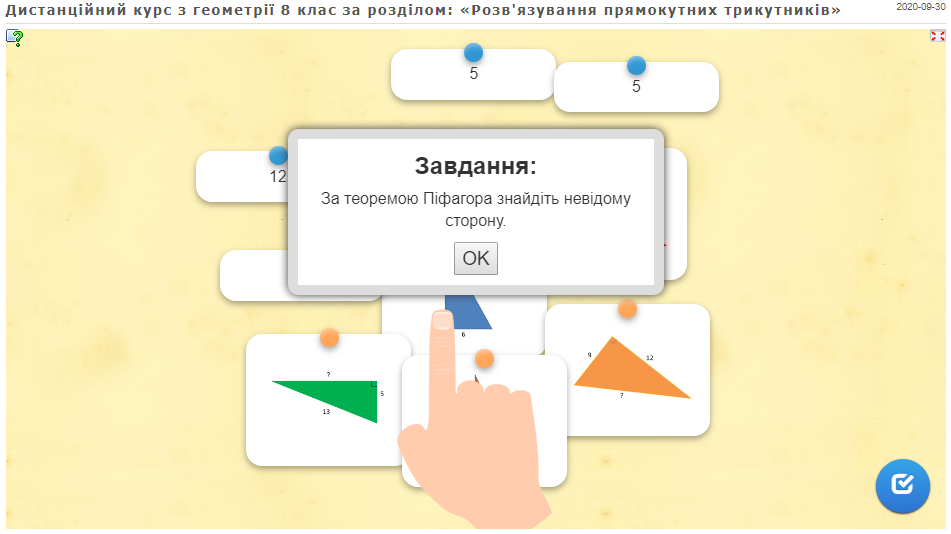 Дистанційний курс з геометрії 8 клас за розділом: «Розв'язування прямокутних трикутників»
2020-09-30
5
5
12
Завдання:
За теоремою Піфагора знайдіть невідому
сторону.
OK
6
?
5
13
9
12
?